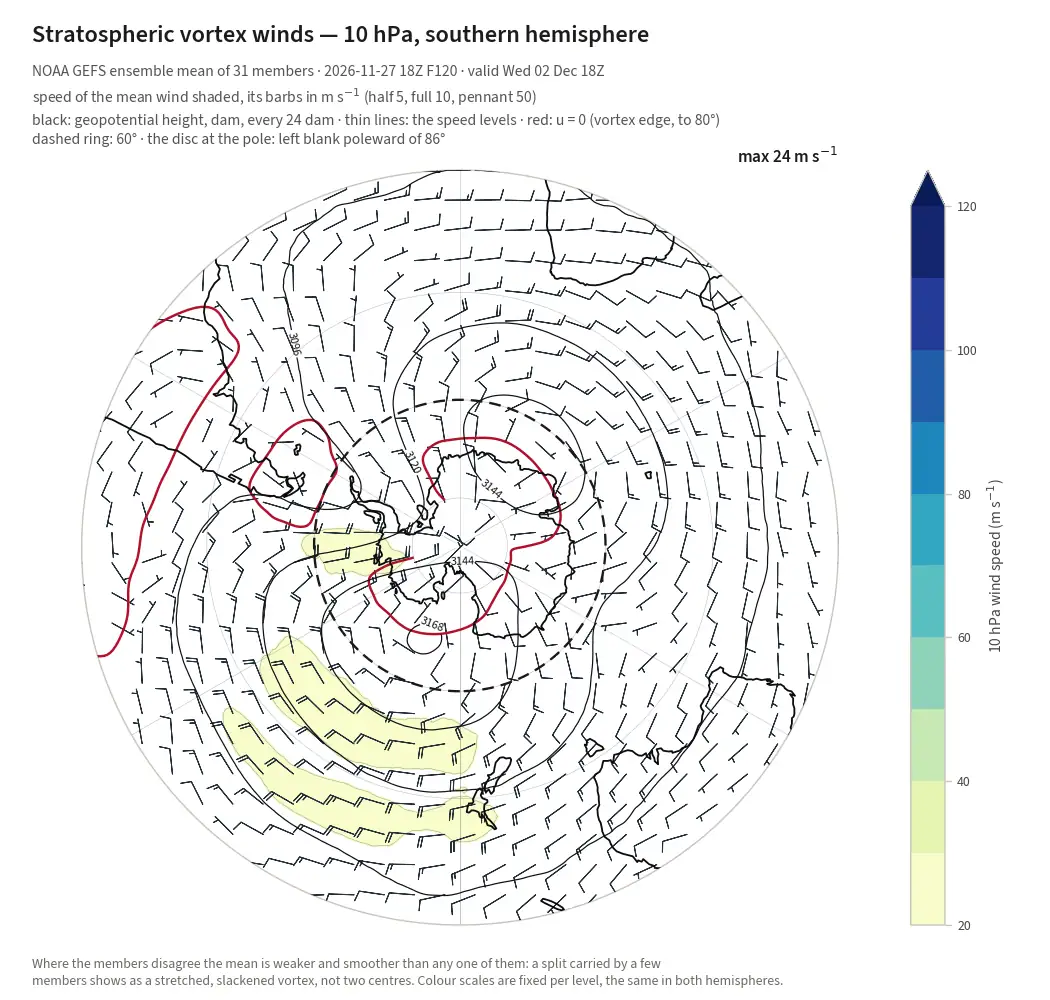 Stratospheric vortex winds — 10 hPa, southern hemisphere
NOAA GEFS ensemble mean of 31 members · 2026-11-27 18Z F120 · valid Wed 02 Dec 18Z
speed of the mean wind shaded, its barbs in m s⁻¹ (half 5, full 10, pennant 50)
black: geopotential height, dam, every 24 dam · thin lines: the speed levels · red: u = 0 (vortex edge, to 80°)
dashed ring: 60° · the disc at the pole: left blank poleward of 86°
max 24 m s⁻¹
3096
3120
3144
3144
3168
120
100
80
60
40
20
10 hPa wind speed (m s⁻¹)
Where the members disagree the mean is weaker and smoother than any one of them: a split carried by a few
members shows as a stretched, slackened vortex, not two centres. Colour scales are fixed per level, the same in both hemispheres.